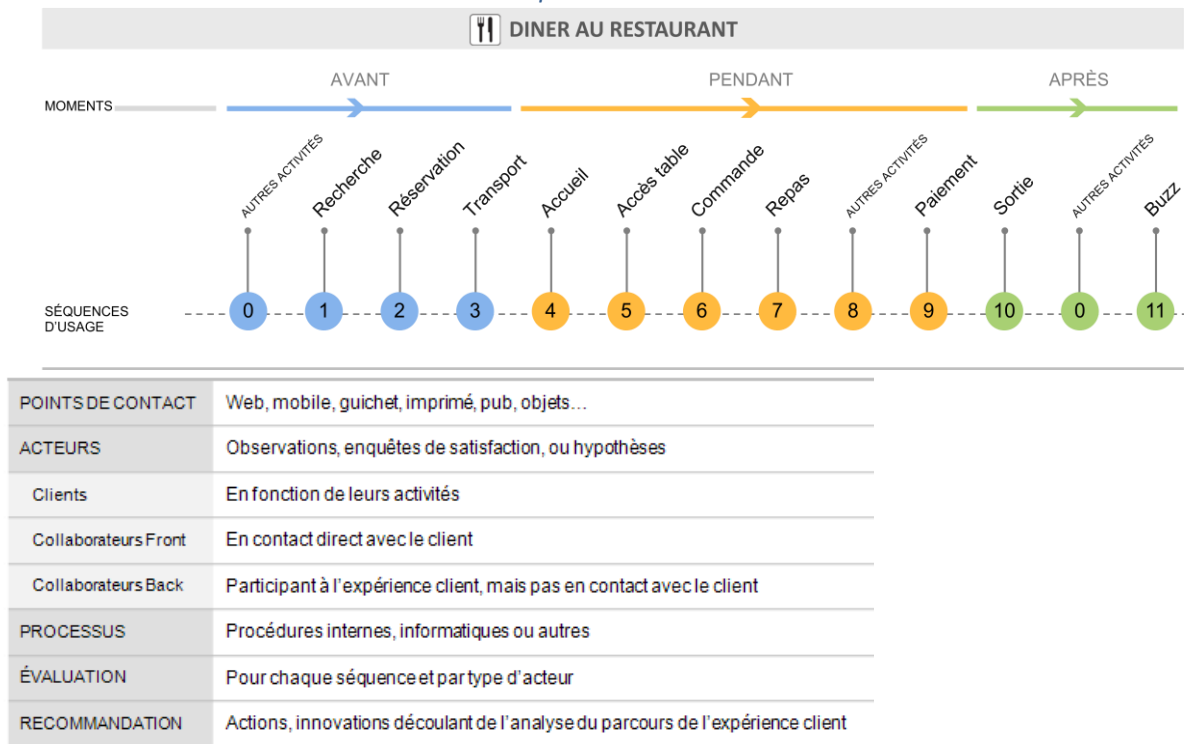 DINER AU RESTAURANT
AVANT
PENDANT
APRÈS
MOMENTS
AUTRES ACTIVITÉS
Recherche
Réservation
Transport
Accueil
Accès table
Commande
Repas
AUTRES ACTIVITÉS
Paiement
Sortie
AUTRES ACTIVITÉS
Buzz
SÉQUENCES
D'USAGE
0 1 2 3 4 5 6 7 8 9 10 0 11
POINTS DE CONTACT Web, mobile, guichet, imprimé, pub, objets…
ACTEURS Observations, enquêtes de satisfaction, ou hypothèses
Clients En fonction de leurs activités
Collaborateurs Front En contact direct avec le client
Collaborateurs Back Participant à l'expérience client, mais pas en contact avec le client
PROCESSUS Procédures internes, informatiques ou autres
ÉVALUATION Pour chaque séquence et par type d'acteur
RECOMMANDATION Actions, innovations découlant de l'analyse du parcours de l'expérience client